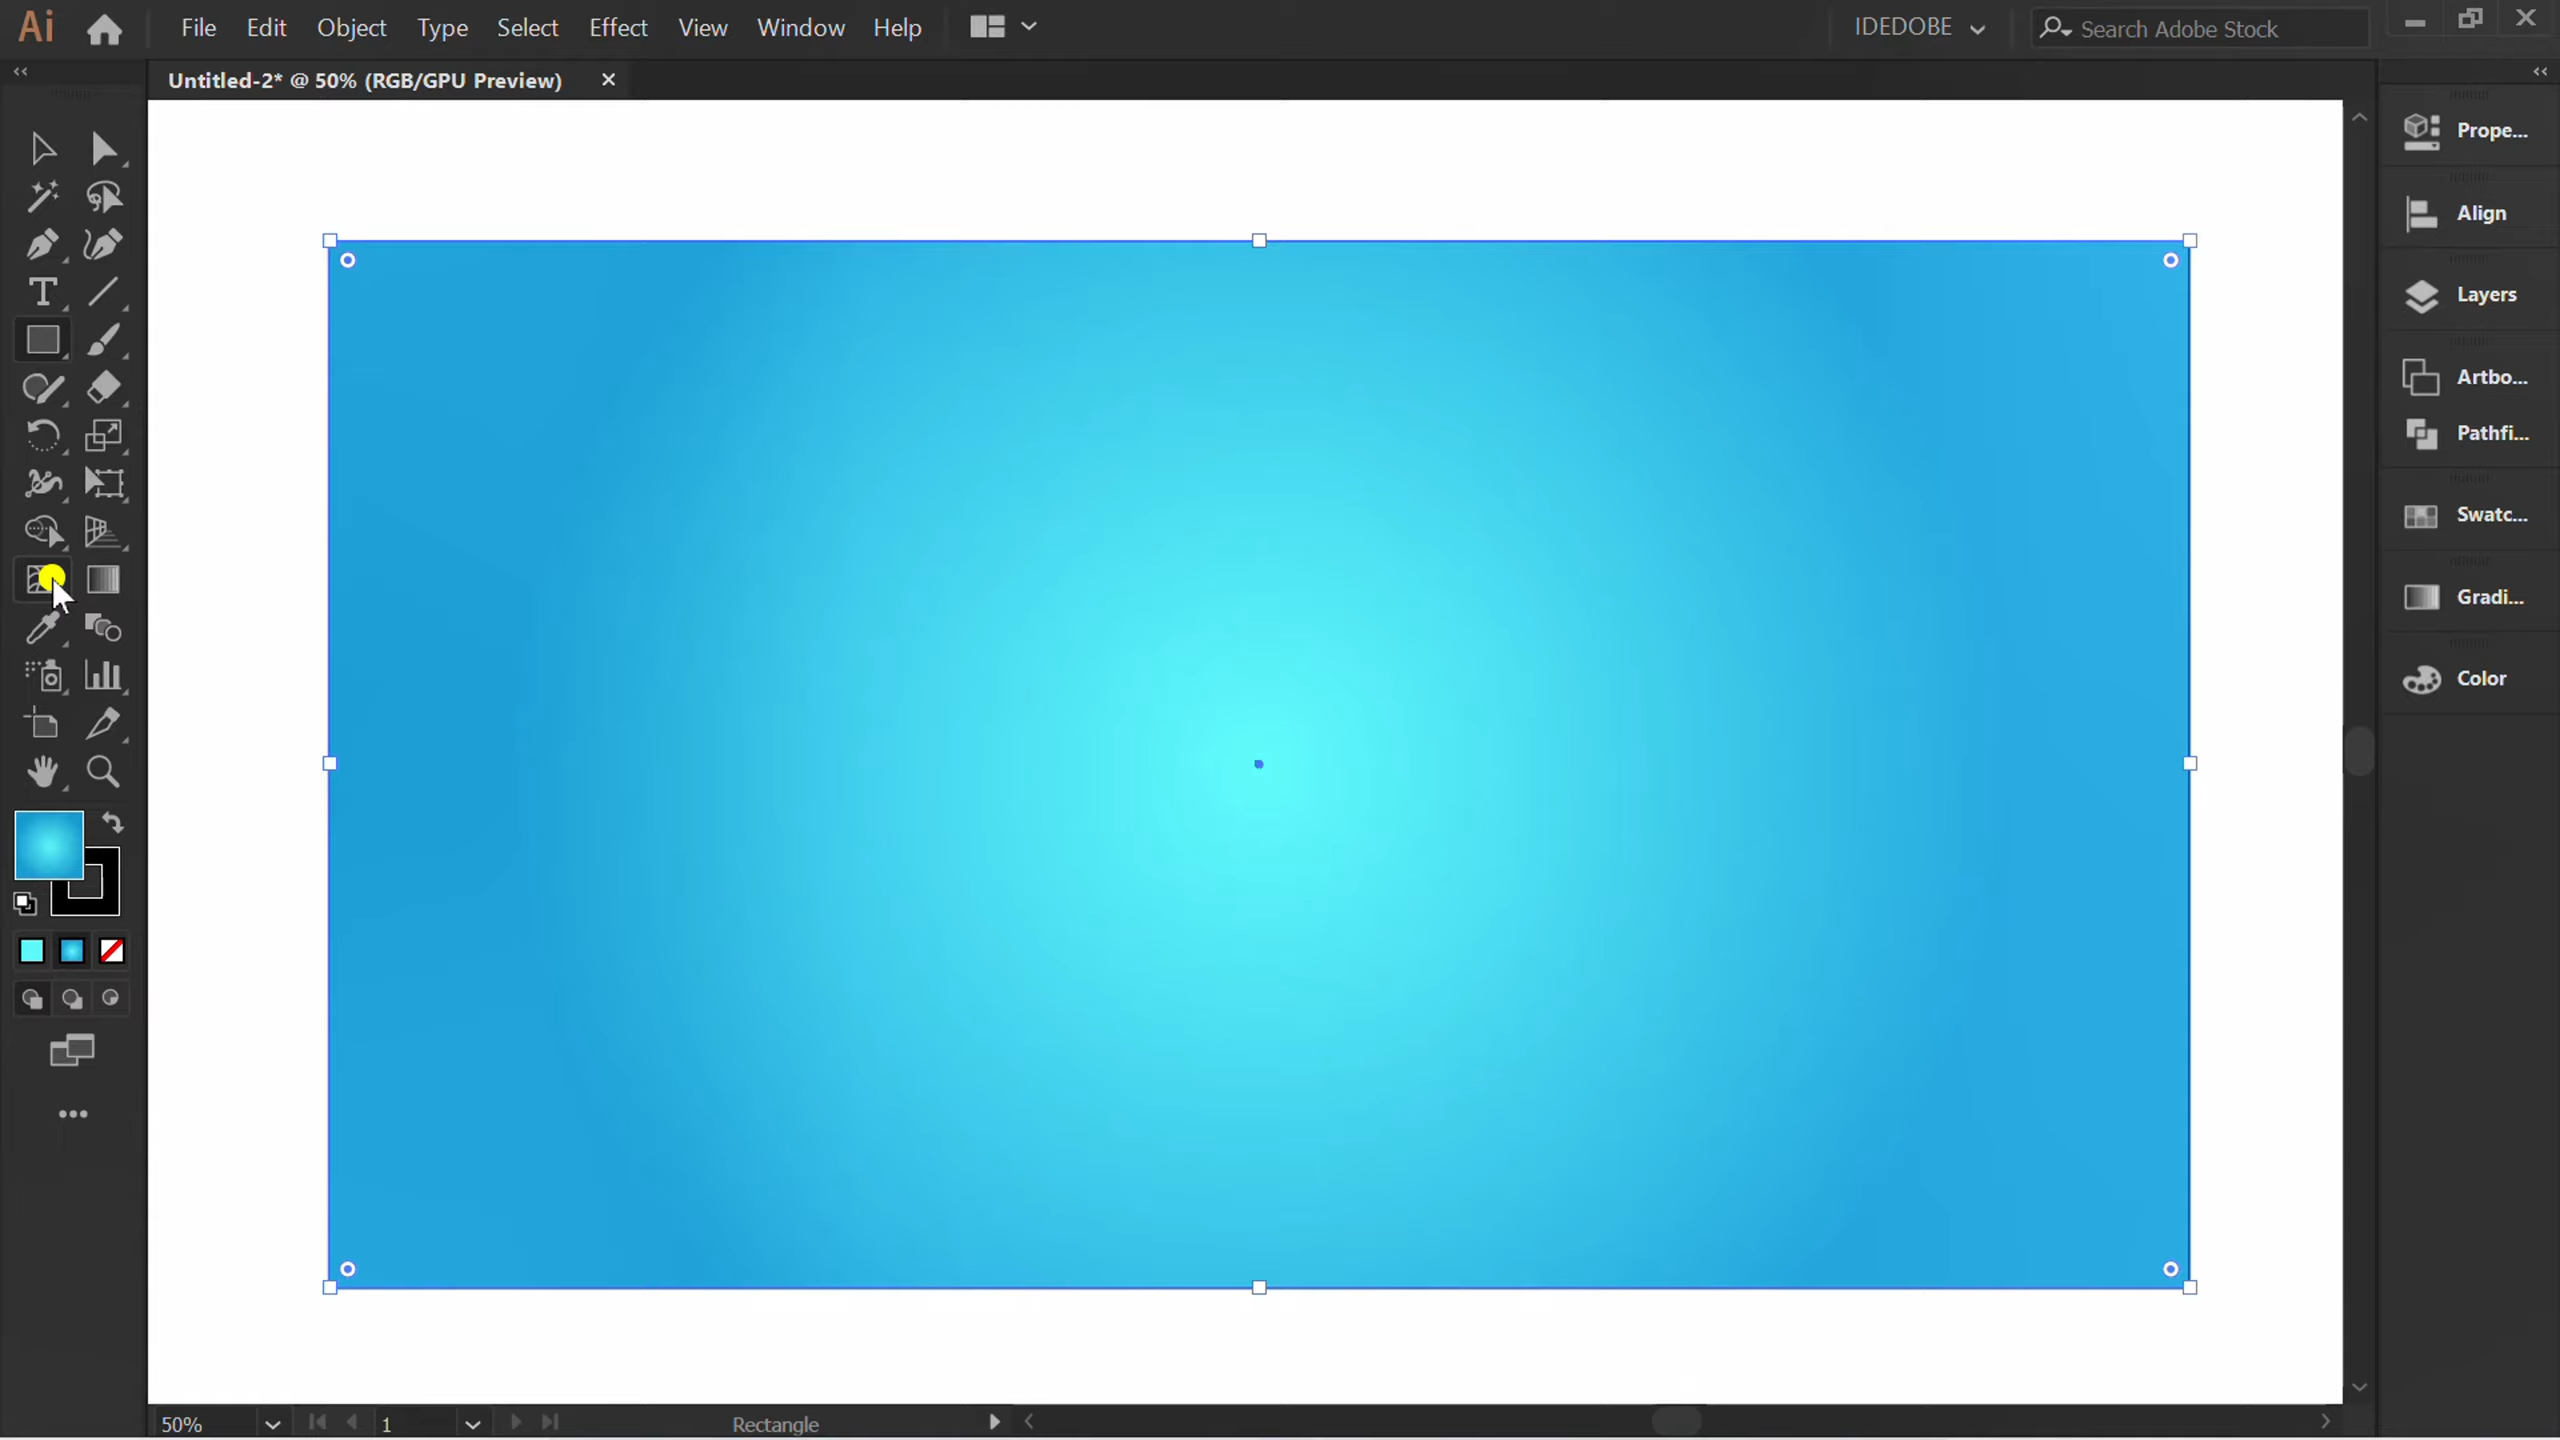 Ai File Edit Object Type Select Effect View Window Help IDEDOBE Search Adobe Stock
Untitled-2* @ 50% (RGB/GPU Preview)
Prope...
Align
Layers
Artbo...
Pathfi...
Swatc...
Gradi...
Color
50% 1 Rectangle